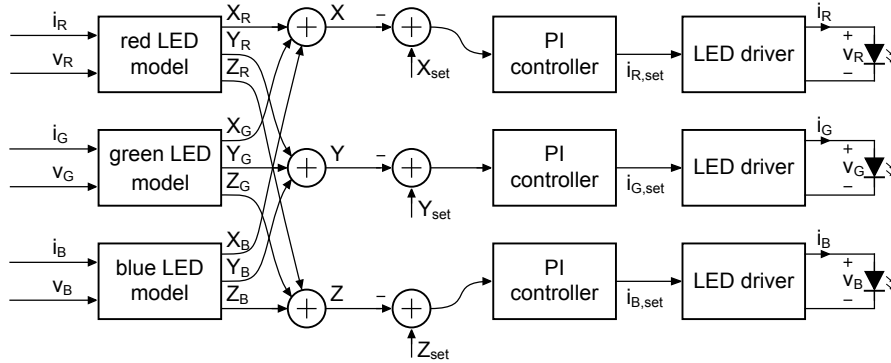 i_R
v_R
red LED
model
X_R
Y_R
Z_R
X
−
X_set
PI
controller
i_R,set
LED driver
i_R
+
v_R
−
i_G
v_G
green LED
model
X_G
Y_G
Z_G
Y
−
Y_set
PI
controller
i_G,set
LED driver
i_G
+
v_G
−
i_B
v_B
blue LED
model
X_B
Y_B
Z_B
Z
−
Z_set
PI
controller
i_B,set
LED driver
i_B
+
v_B
−